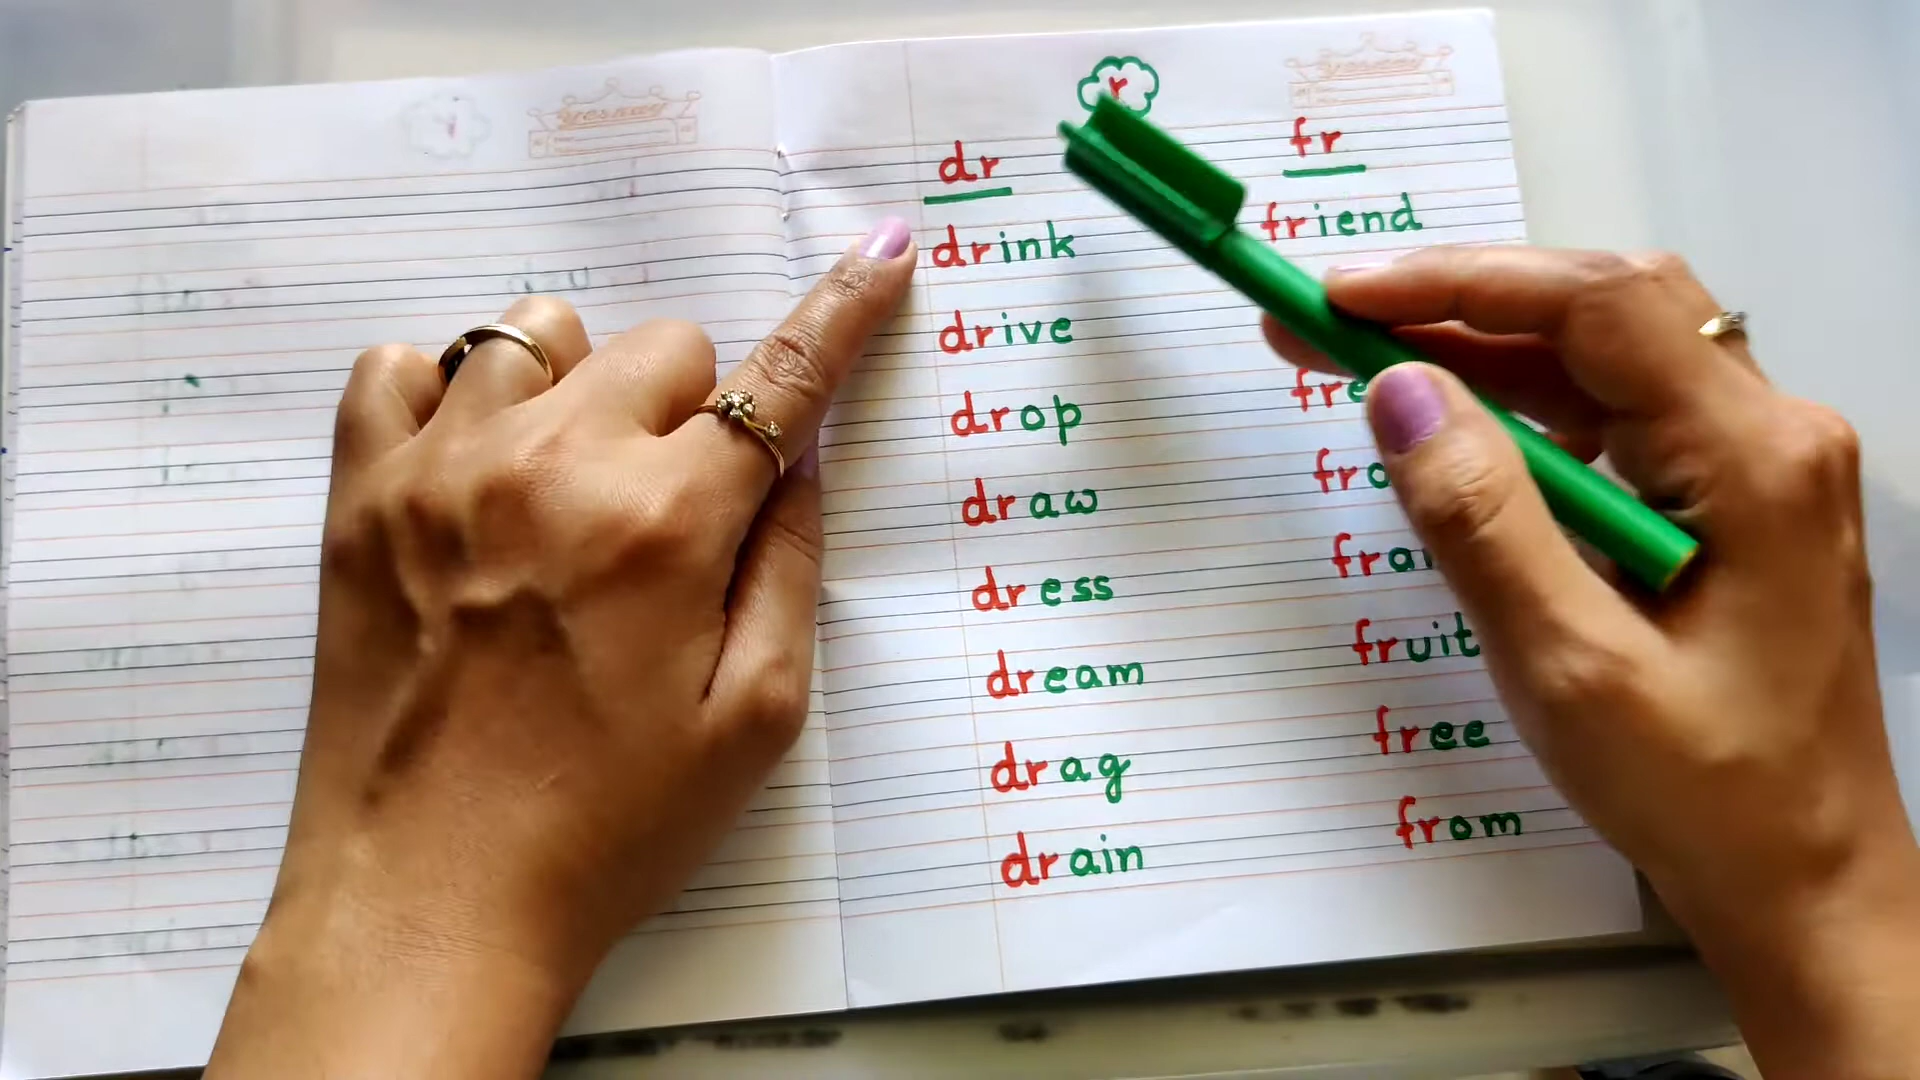 r
dr
drink
drive
drop
draw
dress
dream
drag
drain
fr
friend
fruit
free
from